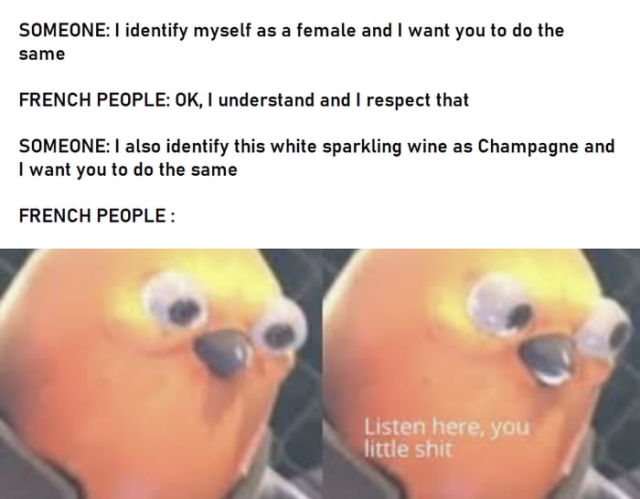 SOMEONE: I identify myself as a female and I want you to do the
same
FRENCH PEOPLE: OK, I understand and I respect that
SOMEONE: I also identify this white sparkling wine as Champagne and
I want you to do the same
FRENCH PEOPLE :
Listen here, you
little shit